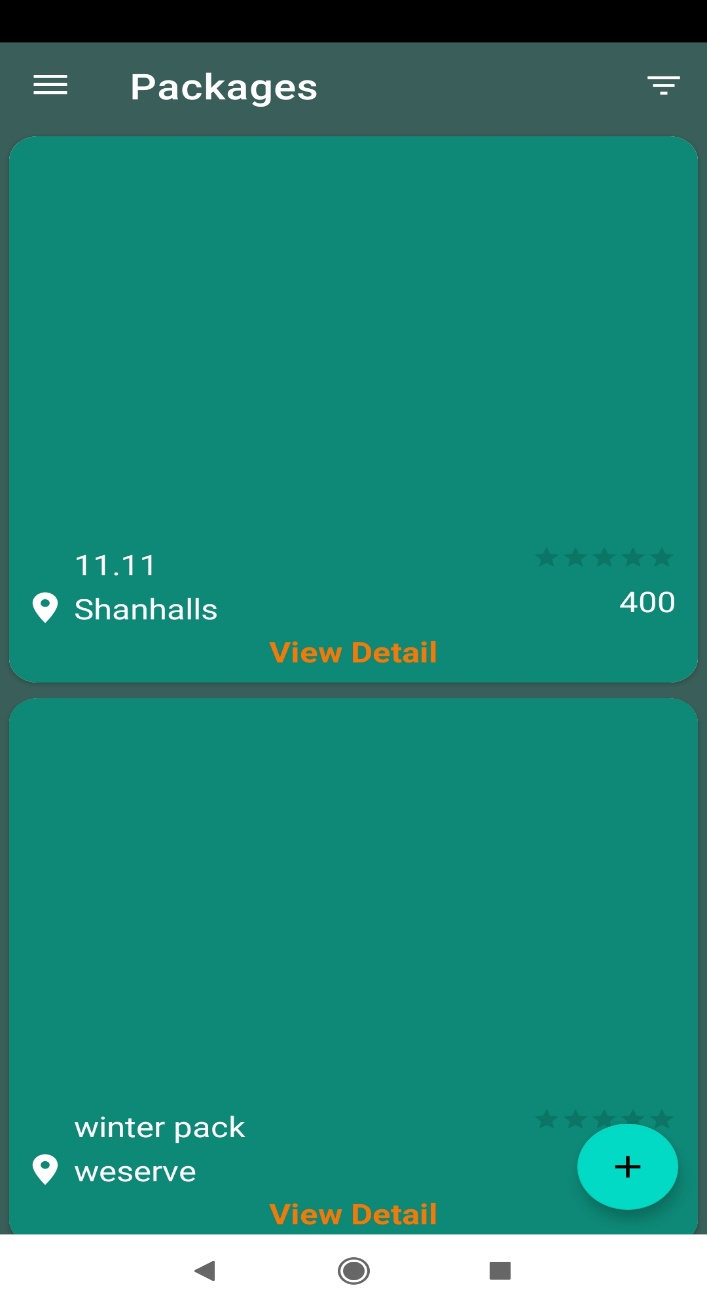 Packages
11.11
Shanhalls
400
View Detail
winter pack
weserve
View Detail